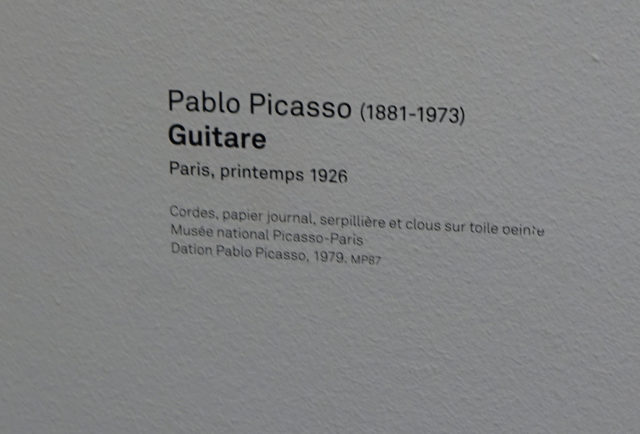 Pablo Picasso (1881-1973)
Guitare
Paris, printemps 1926
Cordes, papier journal, serpillière et clous sur toile peinte
Musée national Picasso-Paris
Dation Pablo Picasso, 1979. MP87